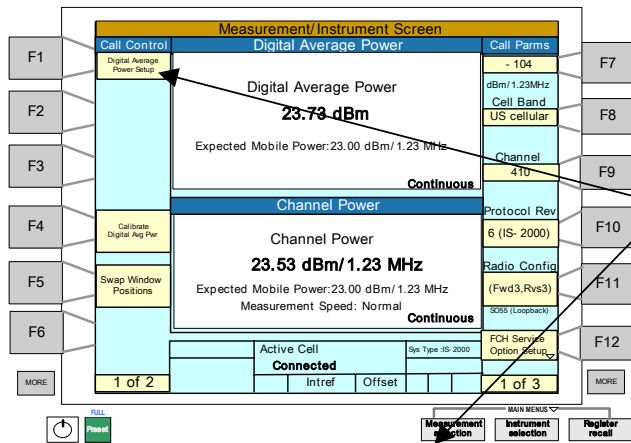 Measurement/Instrument Screen
Call Control
Digital Average Power
Call Parms
F1
F2
F3
F4
F5
F6
MORE
Digital Average
Power Setup
Calibrate
Digital Avg Pwr
Swap Window
Positions
1 of 2
Digital Average Power
23.73 dBm
Expected Mobile Power:23.00 dBm/1.23 MHz
Continuous
Channel Power
Channel Power
23.53 dBm/1.23 MHz
Expected Mobile Power:23.00 dBm/1.23 MHz
Measurement Speed: Normal
Continuous
Active Cell
Sys Type :IS-2000
Connected
Intref
Offset
- 104
dBm/1.23MHz
Cell Band
US cellular
Channel
410
Protocol Rev
6 (IS-2000)
Radio Config
(Fwd3,Rvs3)
SO55 (Loopback)
FCH Service
Option Setup
1 of 3
F7
F8
F9
F10
F11
F12
MORE
FULL
Preset
MAIN MENUS
Measurement
selection
Instrument
selection
Register
recall